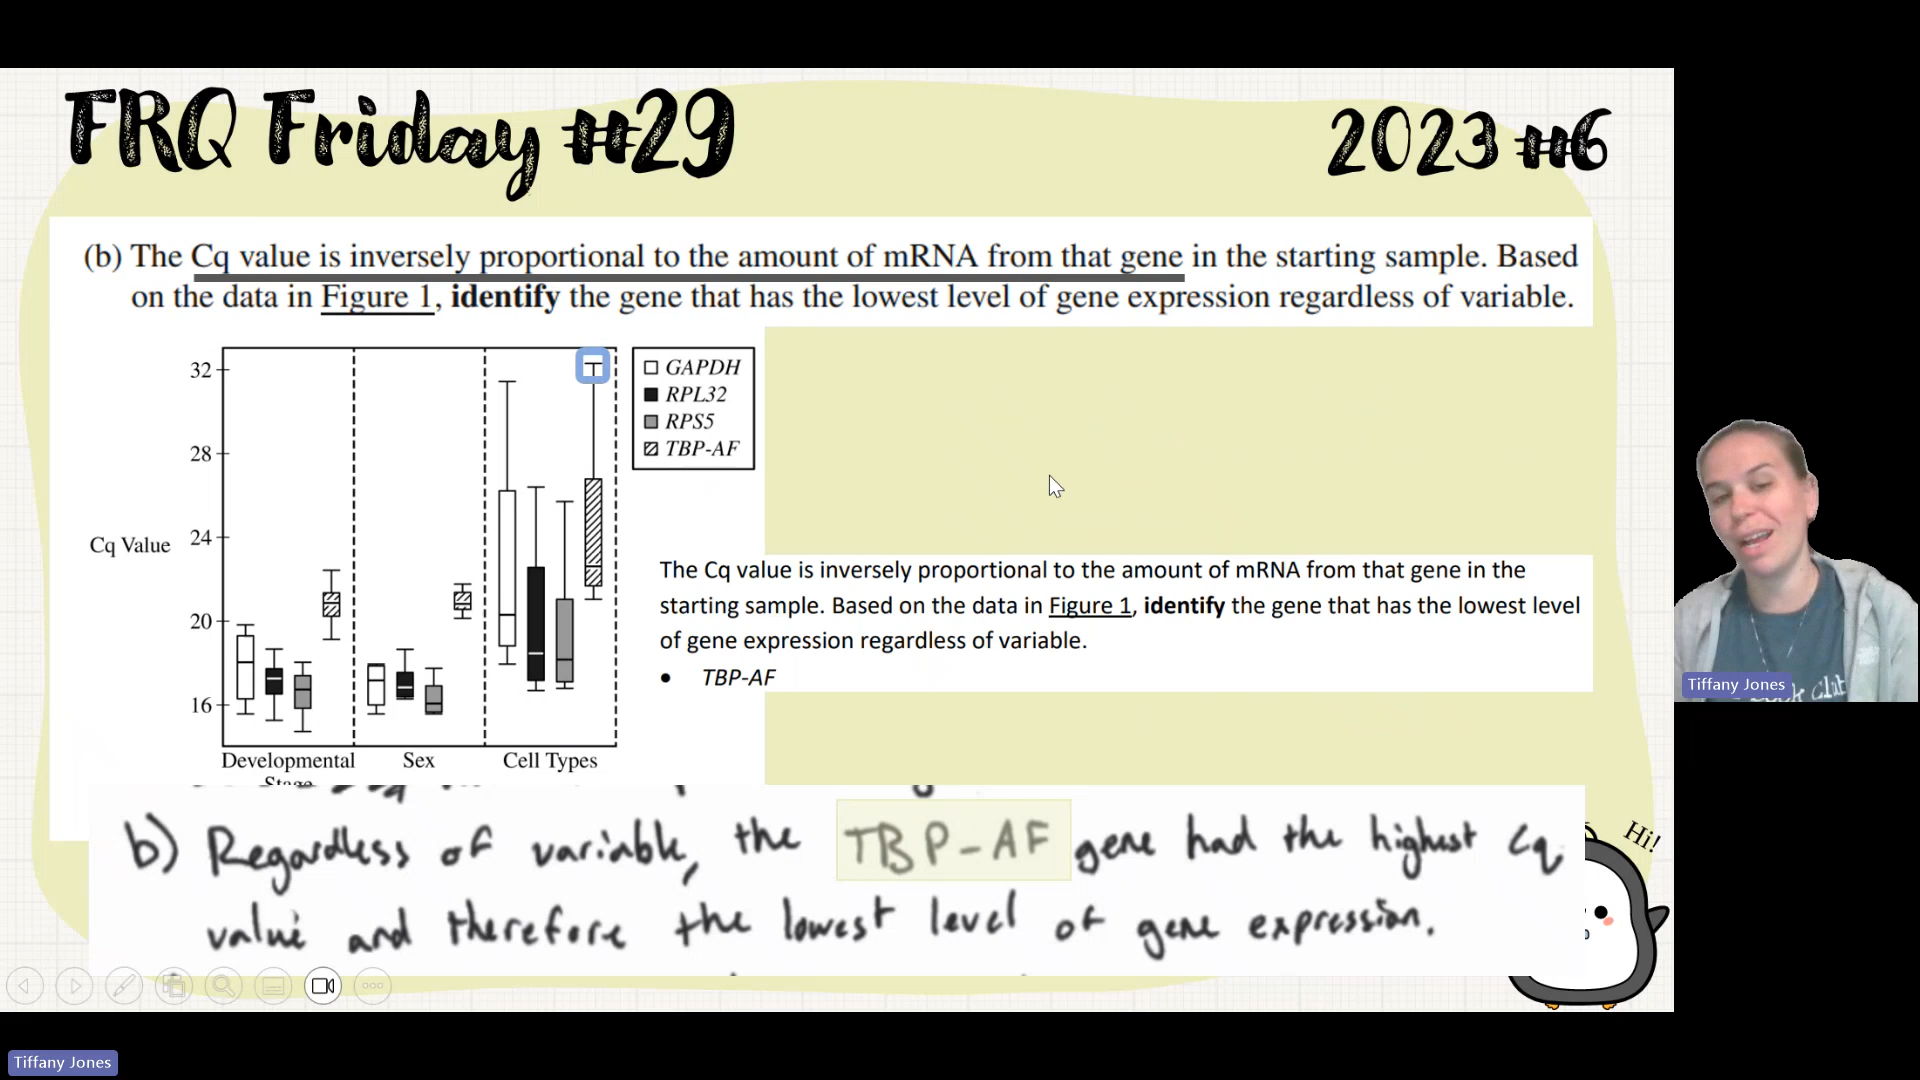 FRQ Friday #29
2023 #6
(b) The Cq value is inversely proportional to the amount of mRNA from that gene in the starting sample. Based
on the data in Figure 1, identify the gene that has the lowest level of gene expression regardless of variable.
32
28
24
20
16
Cq Value
Developmental
Stage
Sex
Cell Types
GAPDH
RPL32
RPS5
TBP-AF
The Cq value is inversely proportional to the amount of mRNA from that gene in the
starting sample. Based on the data in Figure 1, identify the gene that has the lowest level
of gene expression regardless of variable.
• TBP-AF
b) Regardless of variable, the TBP-AF gene had the highest Cq
value and therefore the lowest level of gene expression.
Hi!
Tiffany Jones
Club
Tiffany Jones